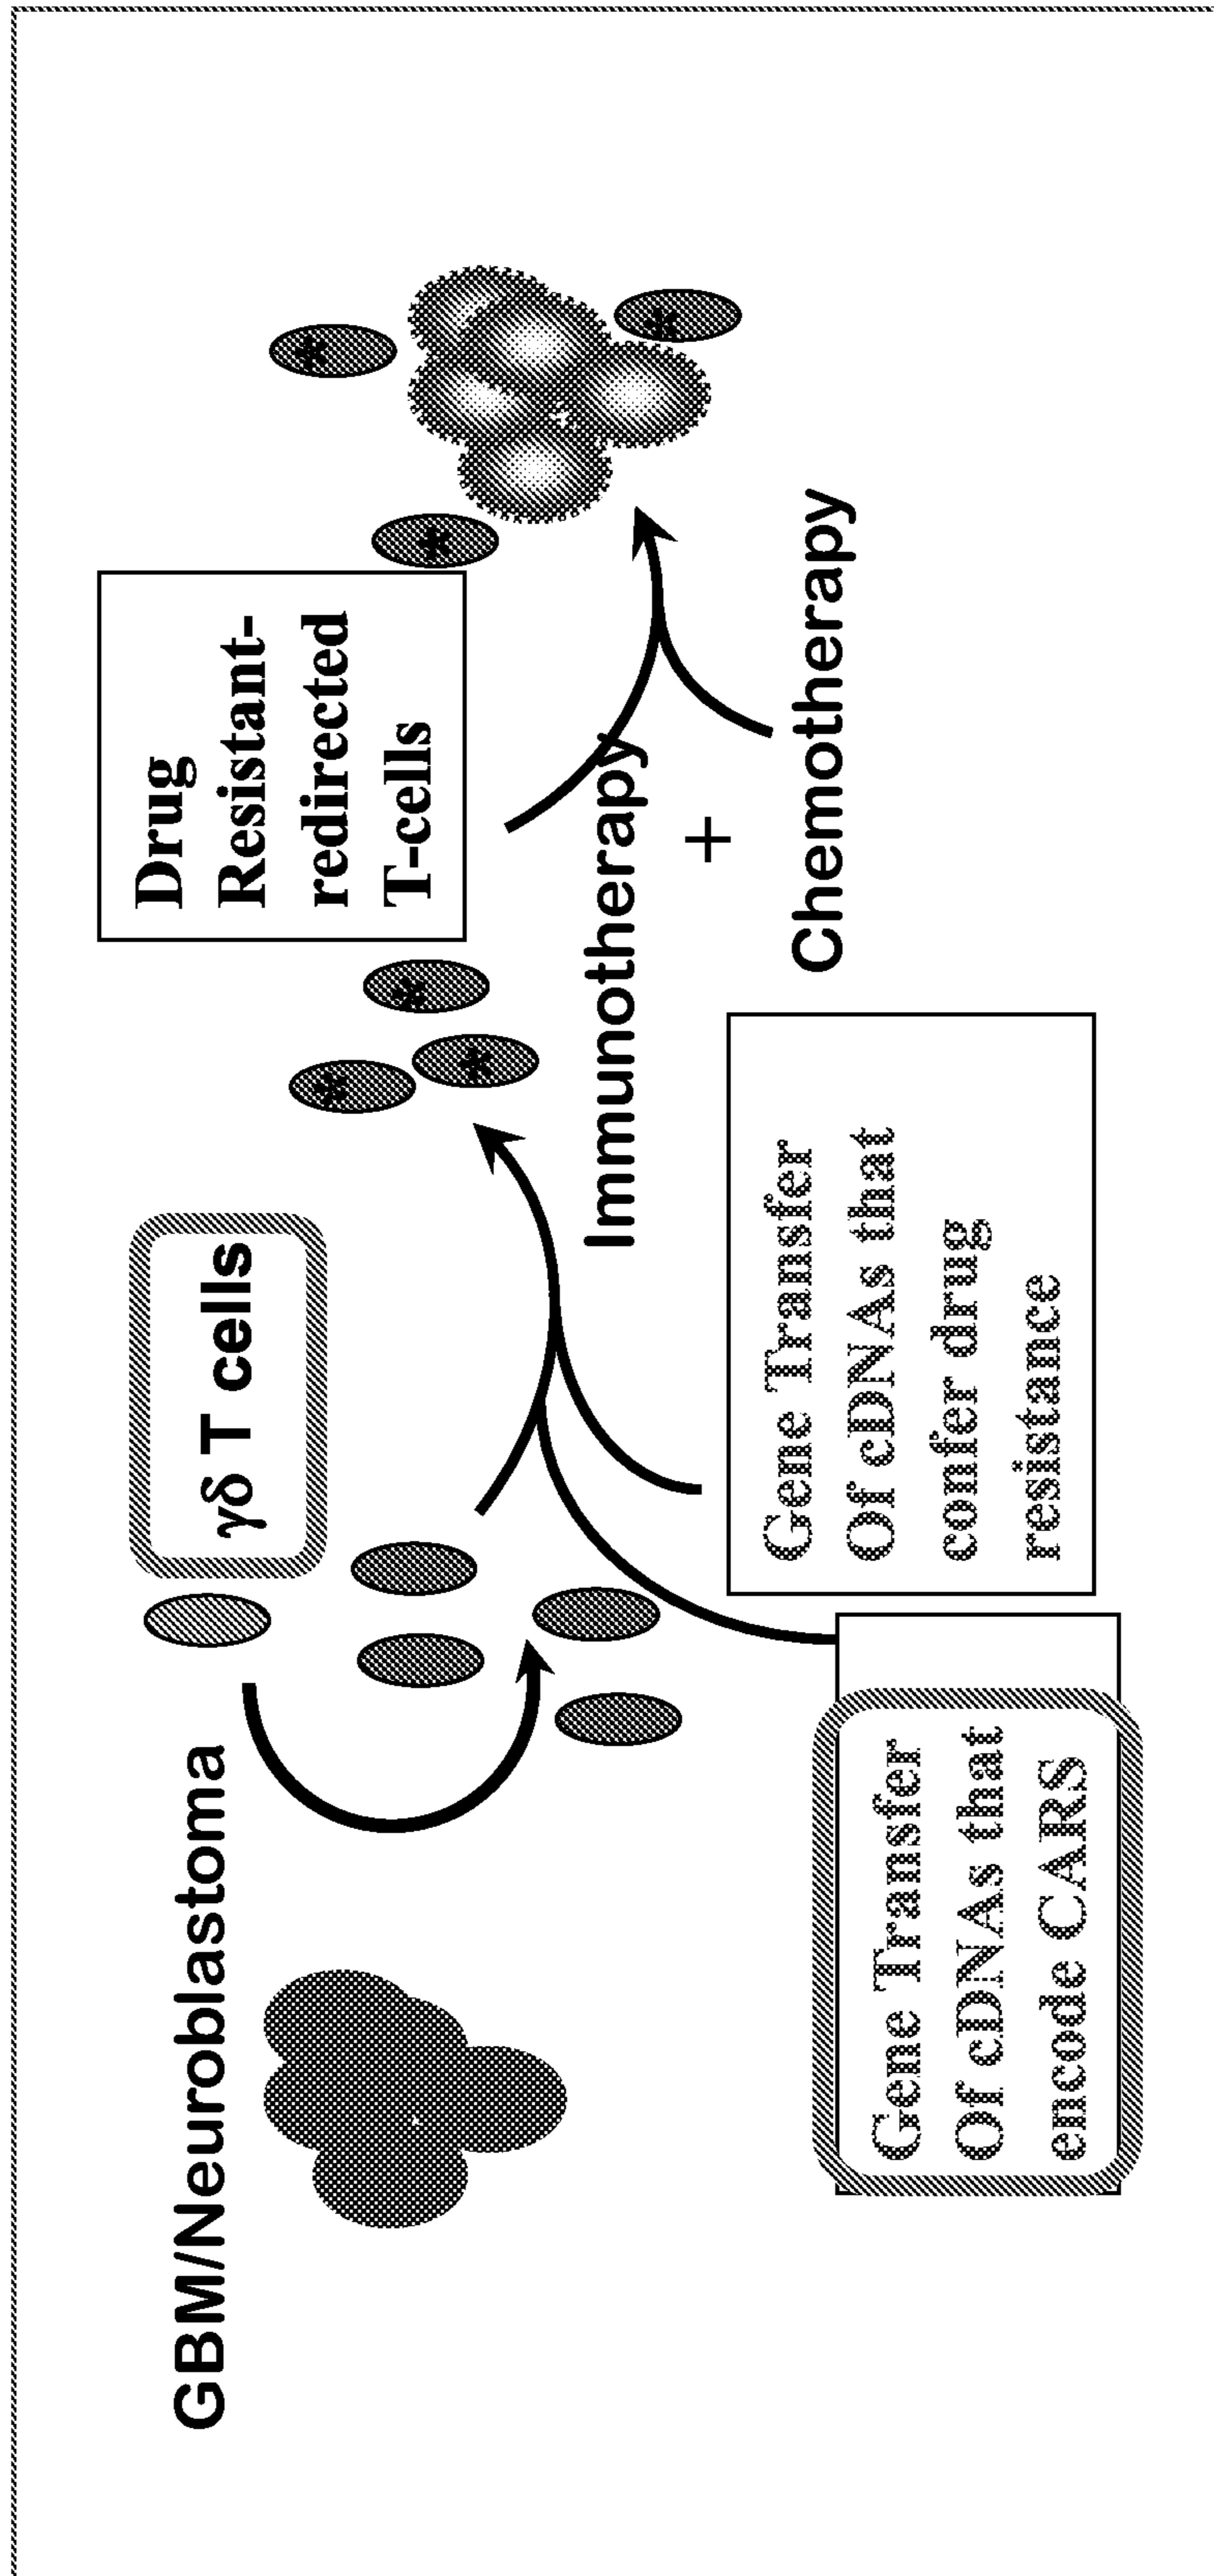 GBM/Neuroblastoma
γδ T cells
Drug
Resistant-
redirected
T-cells
Immunotherapy
+
Chemotherapy
Gene Transfer
Of cDNAs that
confer drug
resistance
Gene Transfer
Of cDNAs that
encode CARS